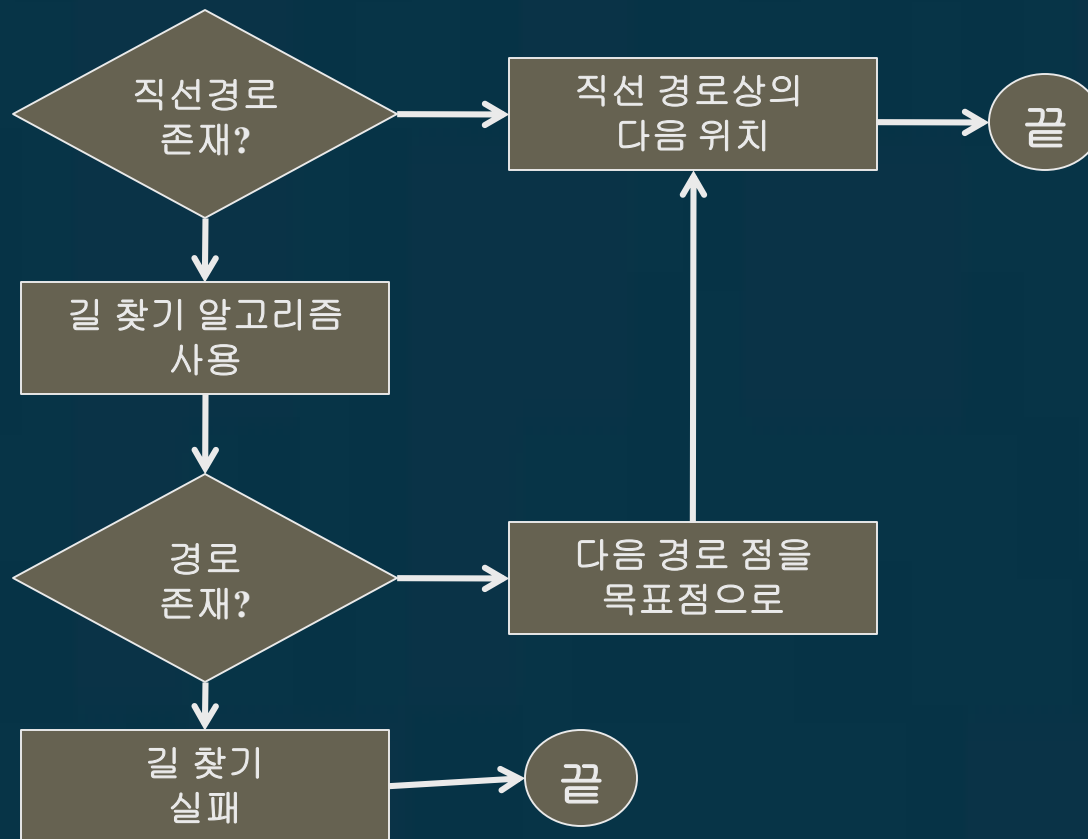 직선경로
존재?
직선 경로상의
다음 위치
끝
길 찾기 알고리즘
사용
경로
존재?
다음 경로 점을
목표점으로
길 찾기
실패
끝